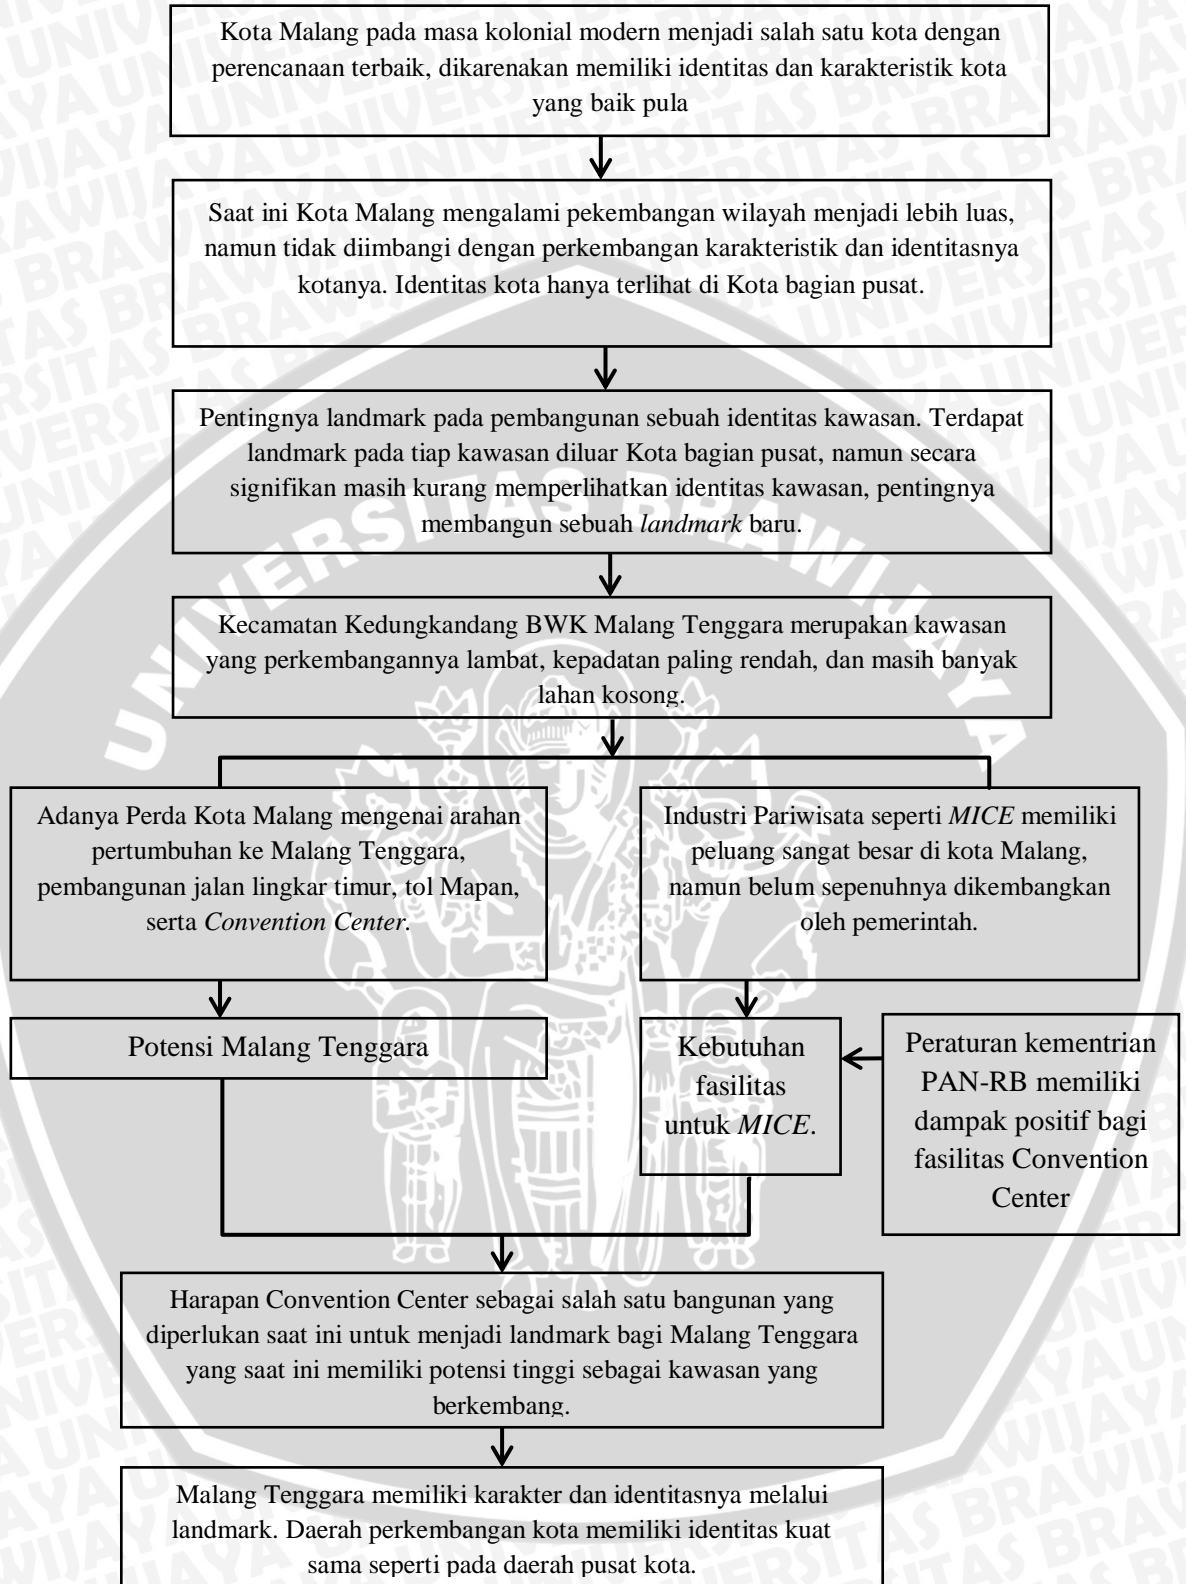 Kota Malang pada masa kolonial modern menjadi salah satu kota dengan
perencanaan terbaik, dikarenakan memiliki identitas dan karakteristik kota
yang baik pula
Saat ini Kota Malang mengalami pekembangan wilayah menjadi lebih luas,
namun tidak diimbangi dengan perkembangan karakteristik dan identitasnya
kotanya. Identitas kota hanya terlihat di Kota bagian pusat.
Pentingnya landmark pada pembangunan sebuah identitas kawasan. Terdapat
landmark pada tiap kawasan diluar Kota bagian pusat, namun secara
signifikan masih kurang memperlihatkan identitas kawasan, pentingnya
membangun sebuah landmark baru.
UNIVERSITAS BRAWIJAYA
Kecamatan Kedungkandang BWK Malang Tenggara merupakan kawasan
yang perkembangannya lambat, kepadatan paling rendah, dan masih banyak
lahan kosong.
Adanya Perda Kota Malang mengenai arahan
pertumbuhan ke Malang Tenggara,
pembangunan jalan lingkar timur, tol Mapan,
serta Convention Center.
Industri Pariwisata seperti MICE memiliki
peluang sangat besar di kota Malang,
namun belum sepenuhnya dikembangkan
oleh pemerintah.
Potensi Malang Tenggara
Kebutuhan
fasilitas
untuk MICE.
Peraturan kementrian
PAN-RB memiliki
dampak positif bagi
fasilitas Convention
Center
Harapan Convention Center sebagai salah satu bangunan yang
diperlukan saat ini untuk menjadi landmark bagi Malang Tenggara
yang saat ini memiliki potensi tinggi sebagai kawasan yang
berkembang.
Malang Tenggara memiliki karakter dan identitasnya melalui
landmark. Daerah perkembangan kota memiliki identitas kuat
sama seperti pada daerah pusat kota.